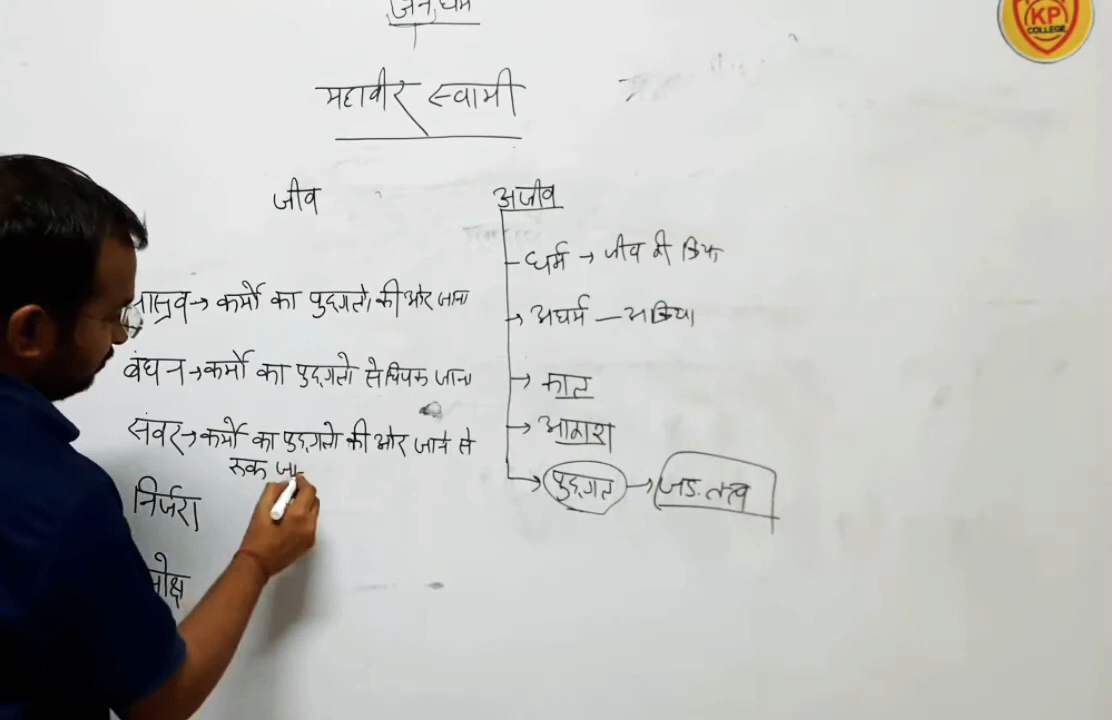 जैन धर्म
KP
COLLEGE
महावीर स्वामी
जीव
अजीव
धर्म → जीव की क्रिया
अधर्म — अक्रिया
काल
आकाश
पुद्गल → जड़ तत्व
आस्रव → कर्मों का पुद्गलों की ओर जाना
बंधन → कर्मों का पुद्गलों से चिपक जाना
संवर → कर्मों का पुद्गलों की ओर जाने से
रुक जा
निर्जरा
मोक्ष